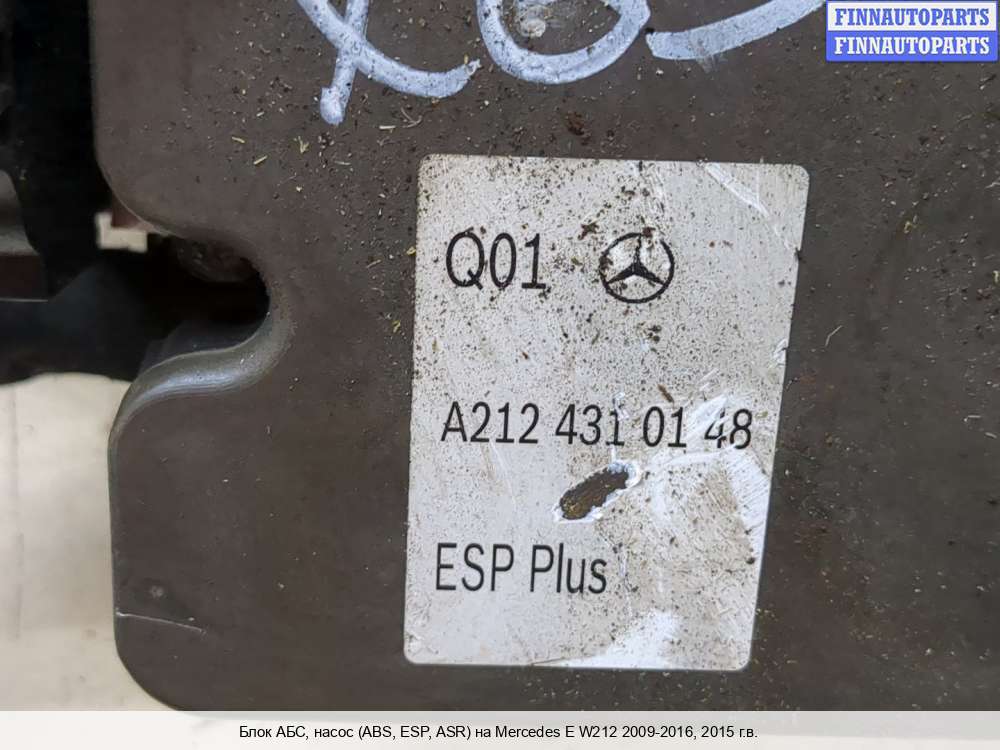 FINNAUTOPARTS
FINNAUTOPARTS
Q01
A212 431 01 48
ESP Plus
Блок АБС, насос (ABS, ESP, ASR) на Mercedes E W212 2009-2016, 2015 г.в.